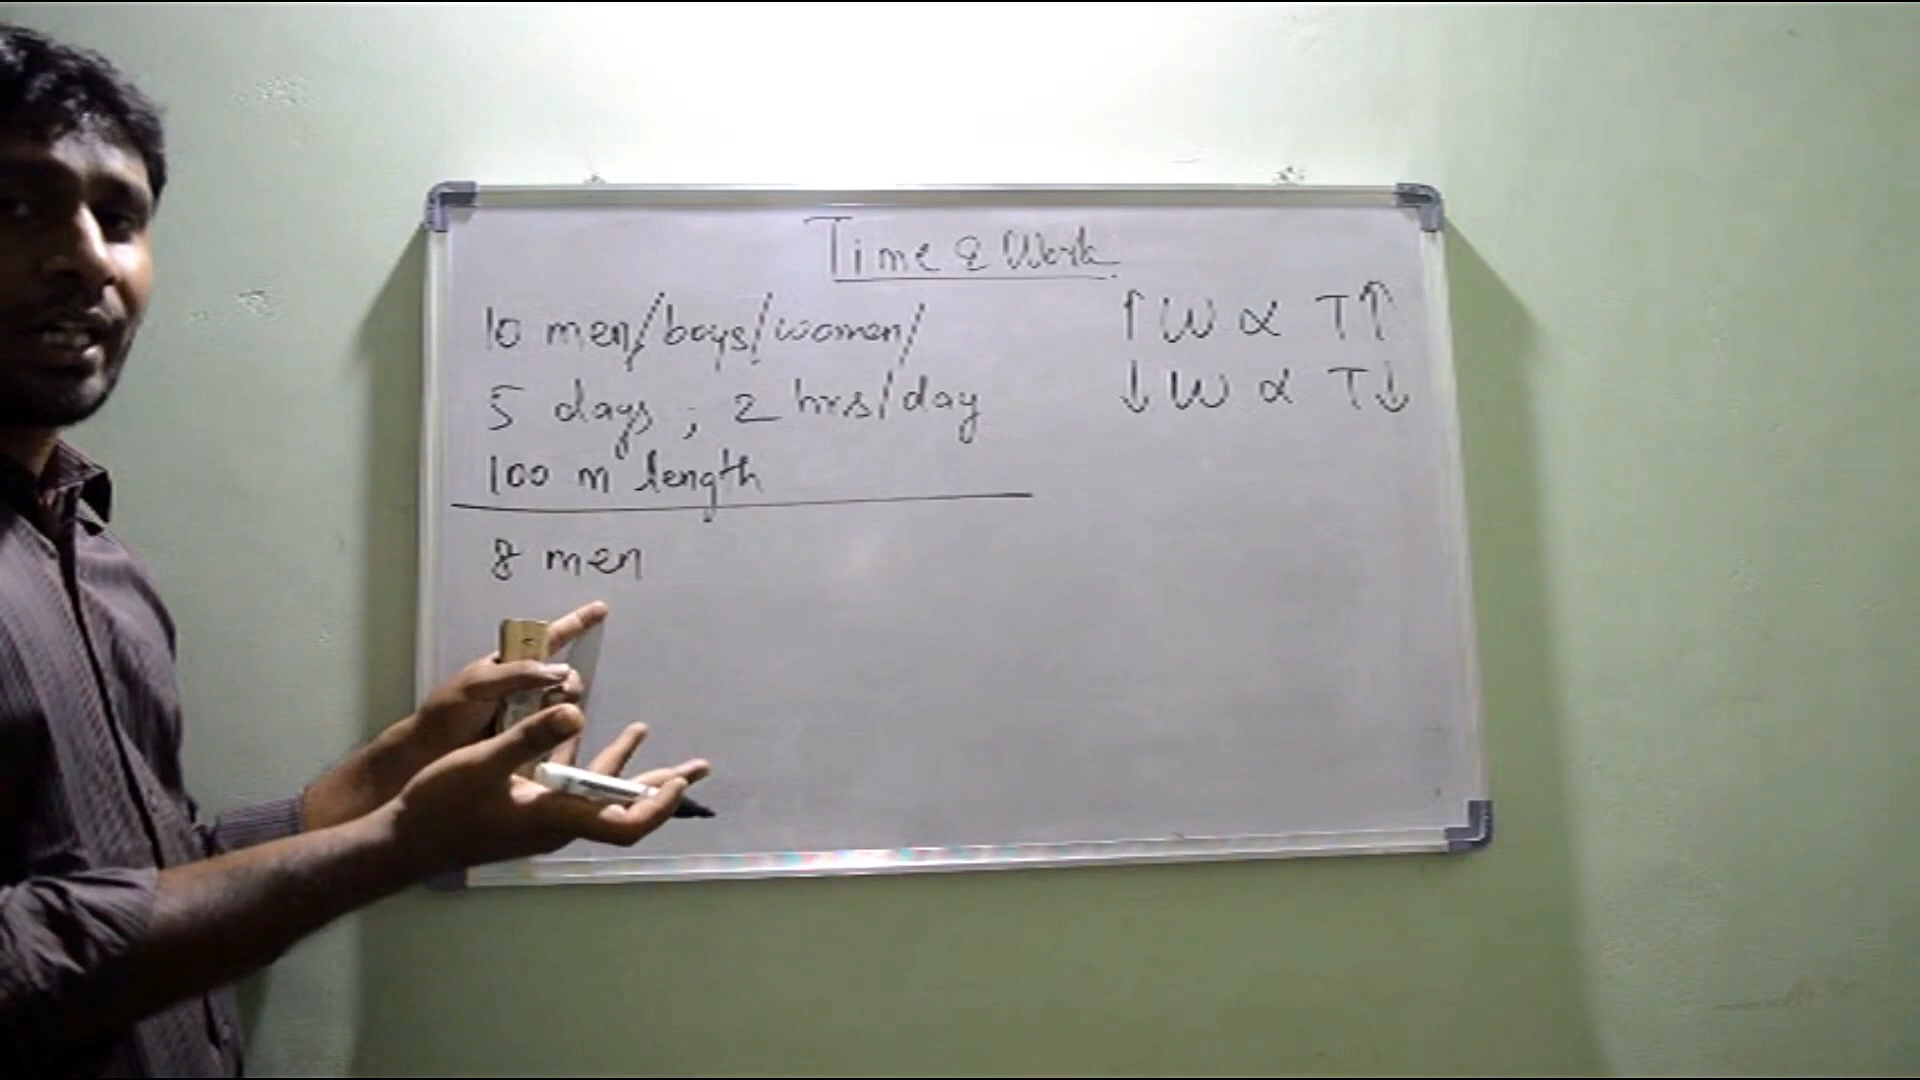 Time & Work
10 men/boys/women/
5 days ; 2 hrs/day
100 m length
8 men
↑ W ∝ T ↑
↓ W ∝ T ↓